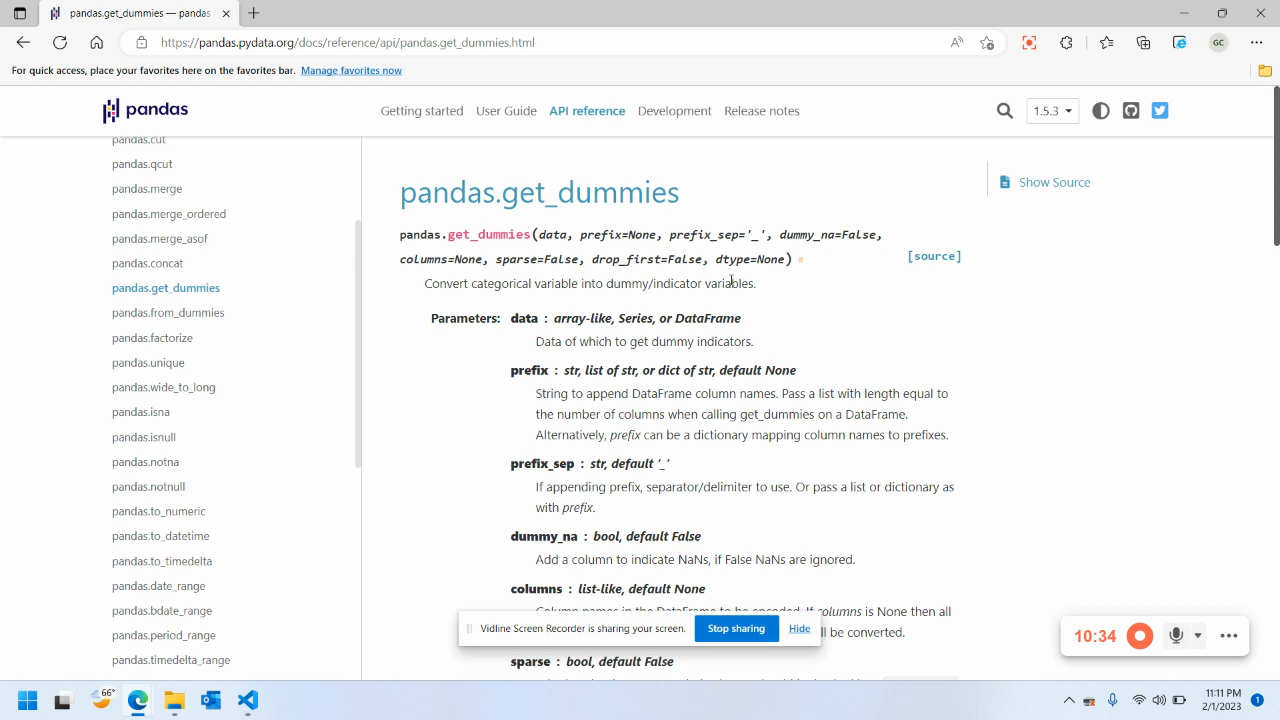 pandas.get_dummies — pandas
https://pandas.pydata.org/docs/reference/api/pandas.get_dummies.html
GC
For quick access, place your favorites here on the favorites bar. Manage favorites now
pandas
Getting started User Guide API reference Development Release notes
1.5.3
pandas.cut
pandas.qcut
pandas.merge
pandas.merge_ordered
pandas.merge_asof
pandas.concat
pandas.get_dummies
pandas.from_dummies
pandas.factorize
pandas.unique
pandas.wide_to_long
pandas.isna
pandas.isnull
pandas.notna
pandas.notnull
pandas.to_numeric
pandas.to_datetime
pandas.to_timedelta
pandas.date_range
pandas.bdate_range
pandas.period_range
pandas.timedelta_range
pandas.get_dummies
pandas.get_dummies(data, prefix=None, prefix_sep='_', dummy_na=False,
columns=None, sparse=False, drop_first=False, dtype=None)
[source]
Convert categorical variable into dummy/indicator variables.
Parameters: data : array-like, Series, or DataFrame
Data of which to get dummy indicators.
prefix : str, list of str, or dict of str, default None
String to append DataFrame column names. Pass a list with length equal to
the number of columns when calling get_dummies on a DataFrame.
Alternatively, prefix can be a dictionary mapping column names to prefixes.
prefix_sep : str, default ‘_’
If appending prefix, separator/delimiter to use. Or pass a list or dictionary as
with prefix.
dummy_na : bool, default False
Add a column to indicate NaNs, if False NaNs are ignored.
columns : list-like, default None
Column names in the DataFrame to be encoded. If columns is None then all
ll be converted.
sparse : bool, default False
Show Source
Vidline Screen Recorder is sharing your screen. Stop sharing Hide
10:34
66°
11:11 PM
2/1/2023
1